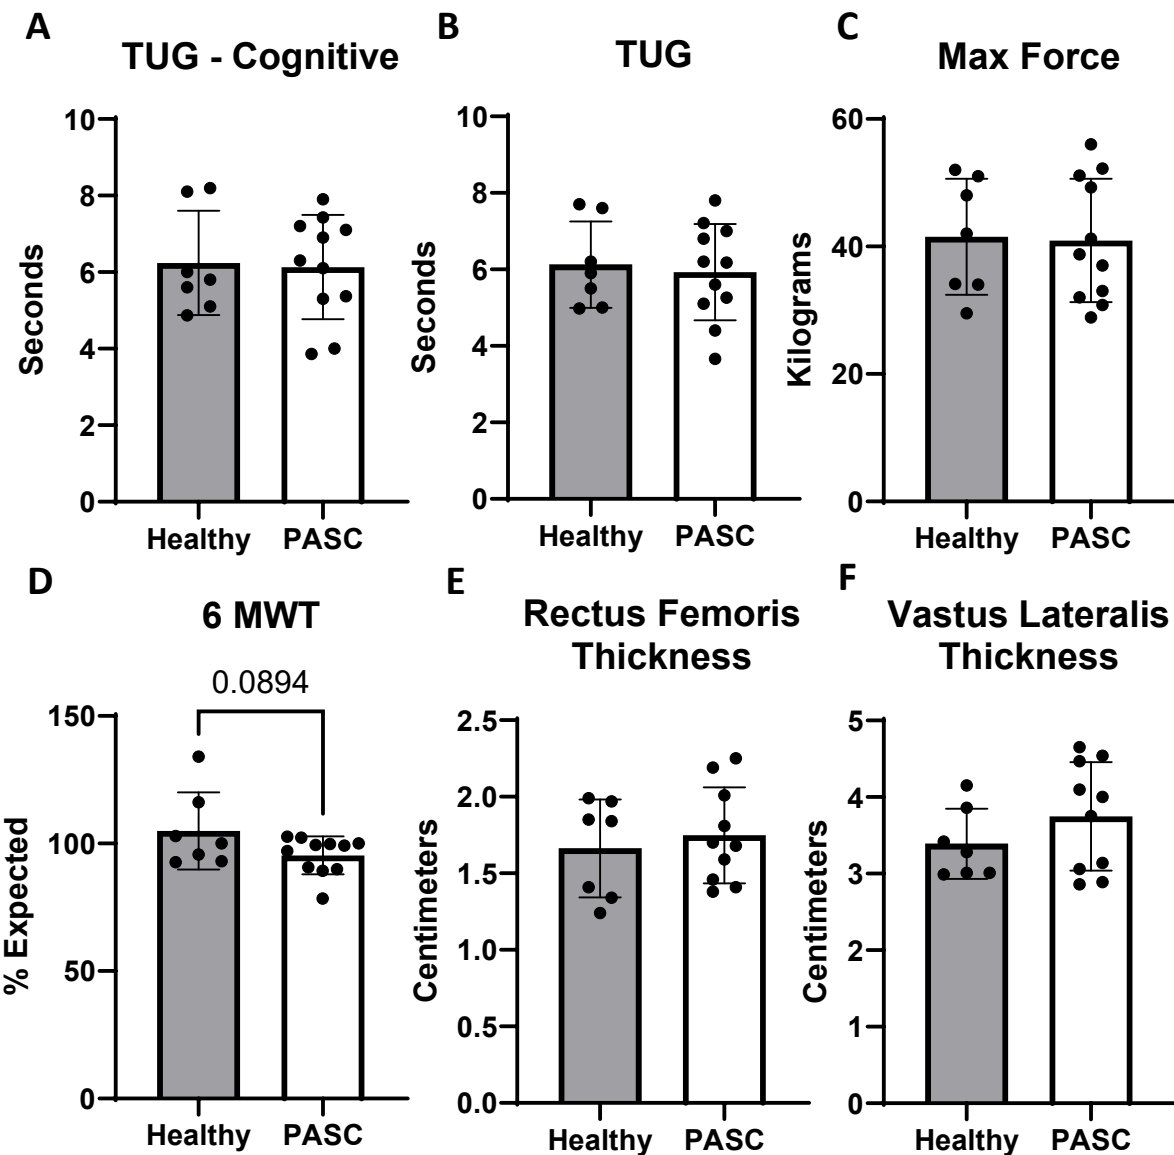 A
TUG - Cognitive
10
8
6
4
2
0
Seconds
Healthy PASC
B
TUG
10
8
6
4
2
0
Seconds
Healthy PASC
C
Max Force
60
40
20
0
Kilograms
Healthy PASC
D
6 MWT
0.0894
150
100
50
0
% Expected
Healthy PASC
E
Rectus Femoris
Thickness
2.5
2.0
1.5
1.0
0.5
0.0
Centimeters
Healthy PASC
F
Vastus Lateralis
Thickness
5
4
3
2
1
0
Centimeters
Healthy PASC